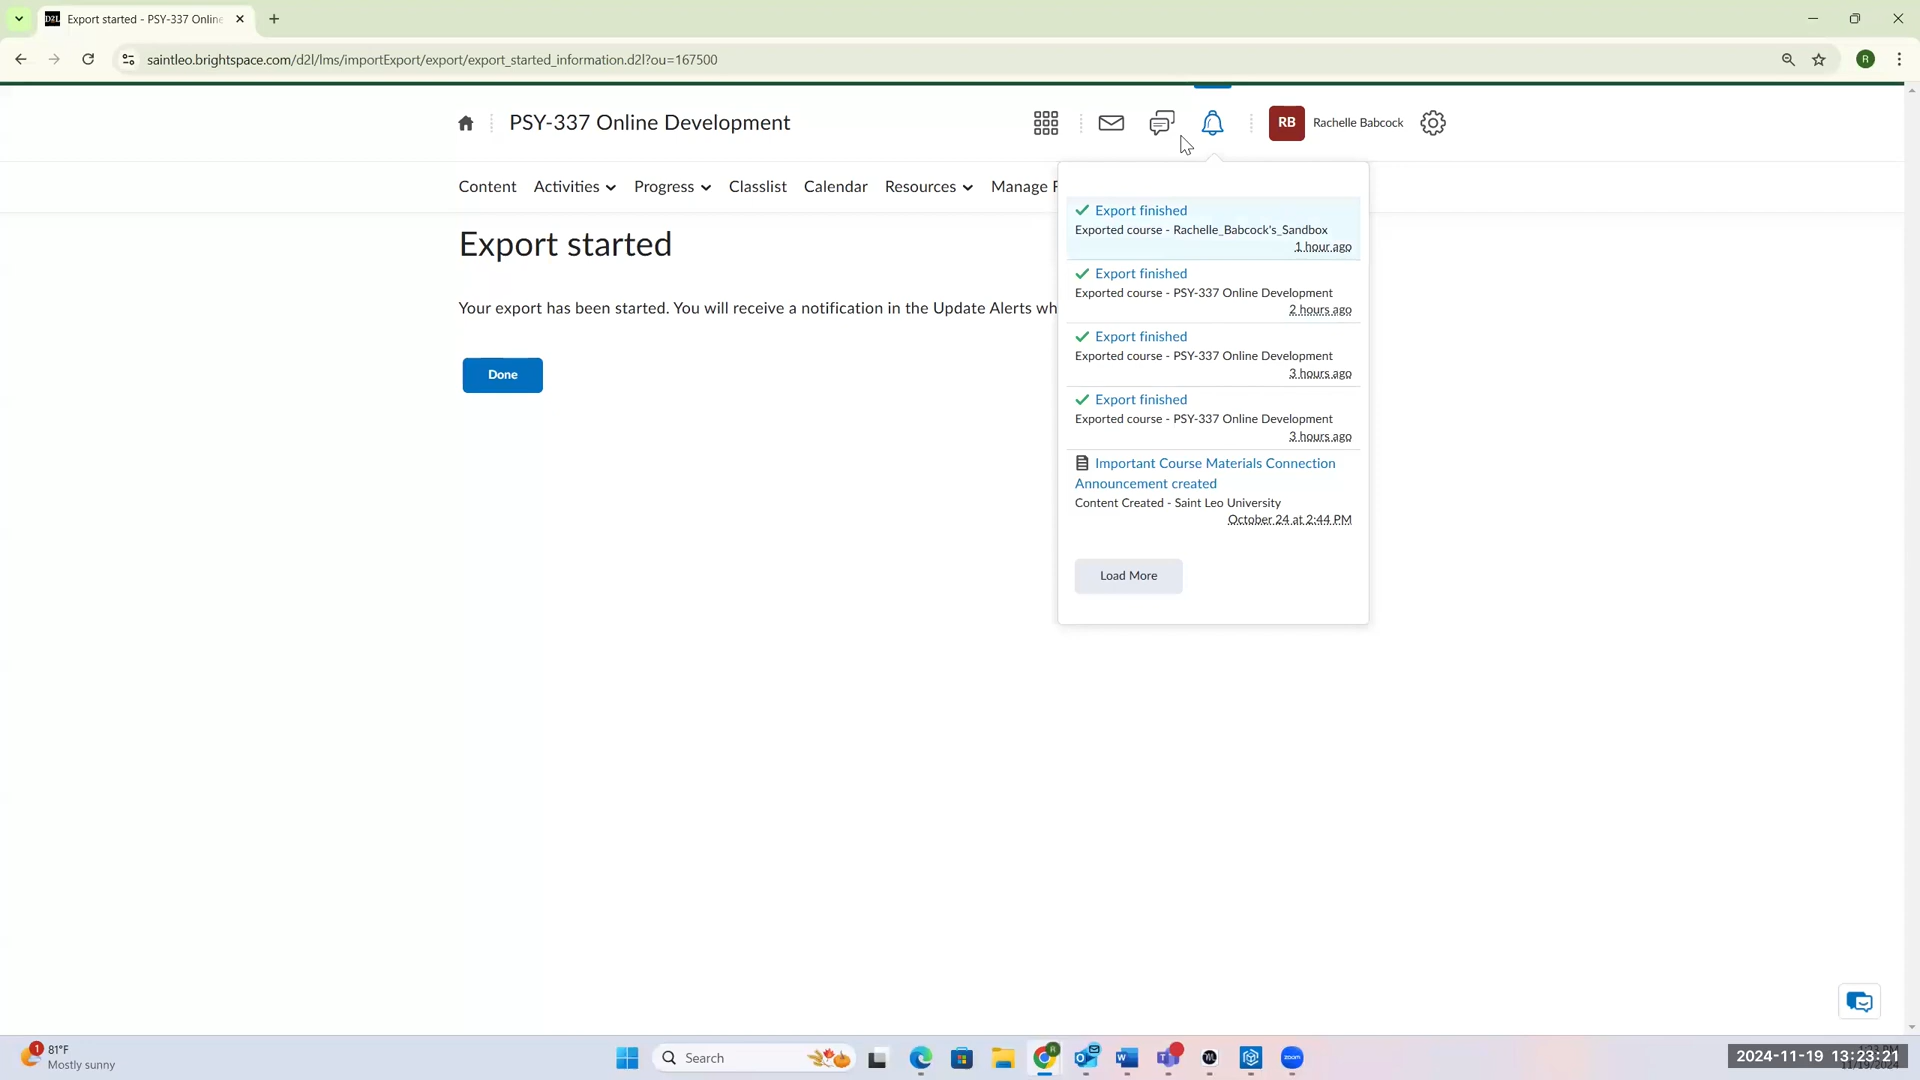 D2L Export started - PSY-337 Online
saintleo.brightspace.com/d2l/lms/importExport/export/export_started_information.d2l?ou=167500
R
PSY-337 Online Development
RB
Rachelle Babcock
Content
Activities
Progress
Classlist
Calendar
Resources
Manage
Export started
Your export has been started. You will receive a notification in the Update Alerts wh
Done
Export finished
Exported course - Rachelle_Babcock's_Sandbox
1 hour ago
Export finished
Exported course - PSY-337 Online Development
2 hours ago
Export finished
Exported course - PSY-337 Online Development
3 hours ago
Export finished
Exported course - PSY-337 Online Development
3 hours ago
Important Course Materials Connection
Announcement created
Content Created - Saint Leo University
October 24 at 2:44 PM
Load More
1
81°F
Mostly sunny
Search
zoom
2024-11-19 13:23:21